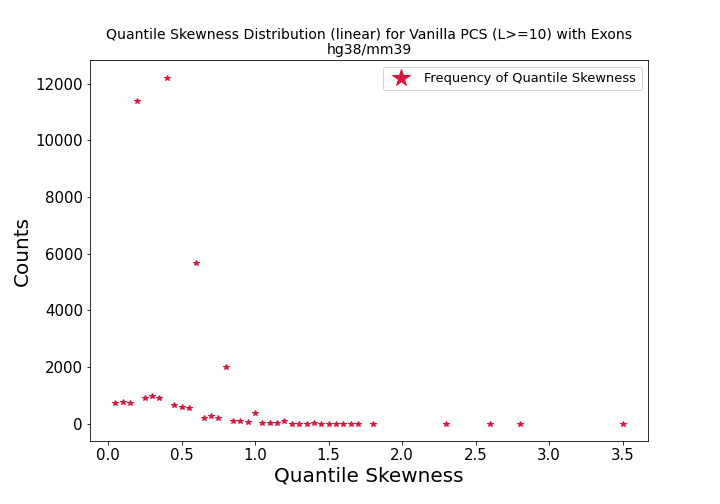 Quantile Skewness Distribution (linear) for Vanilla PCS (L>=10) with Exons
hg38/mm39
Frequency of Quantile Skewness
12000
10000
8000
6000
4000
2000
0
Counts
0.0 0.5 1.0 1.5 2.0 2.5 3.0 3.5
Quantile Skewness